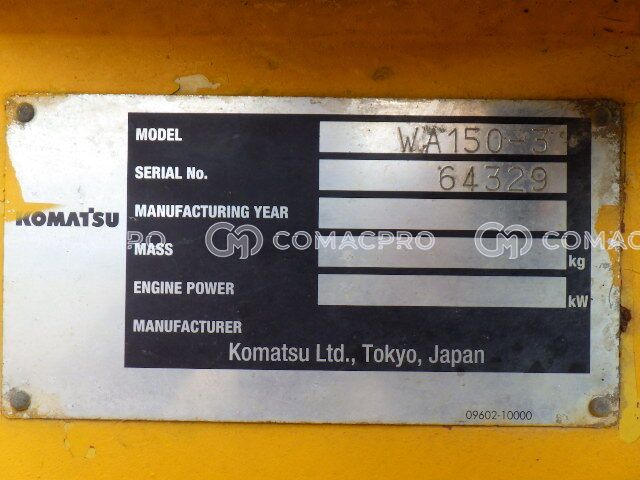 MODEL WA150-3
SERIAL No. 64329
KOMATSU
MANUFACTURING YEAR
COMACPRO COMACPRO
MASS kg
ENGINE POWER kW
MANUFACTURER
Komatsu Ltd., Tokyo, Japan
09602-10000